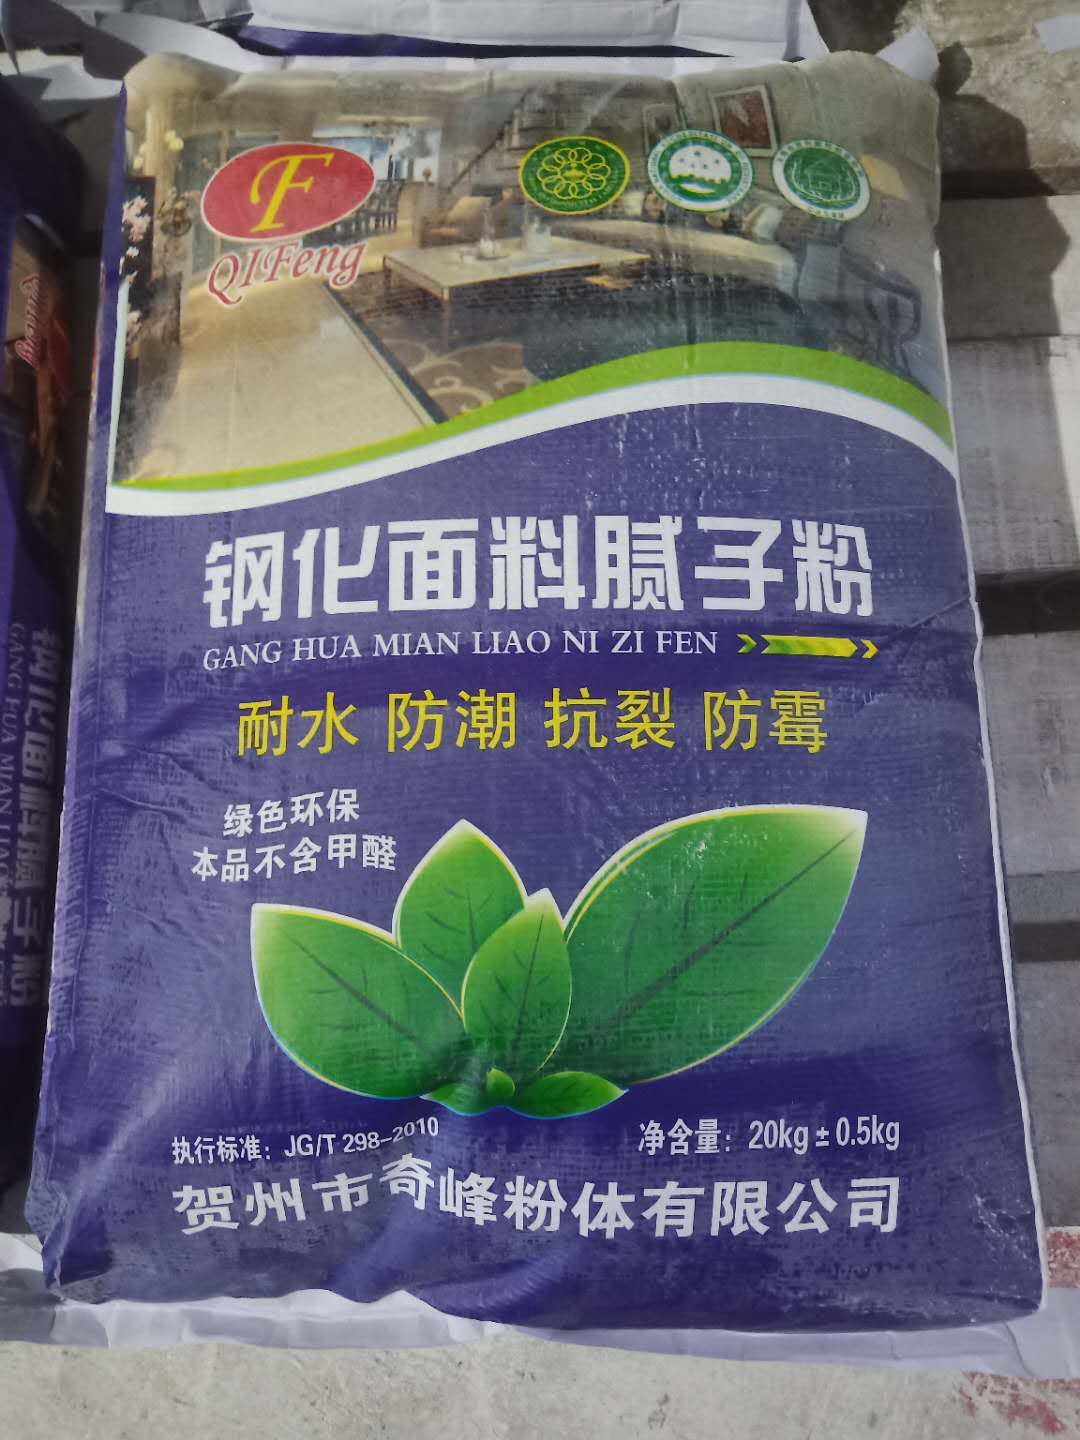 F
QIFeng
钢化面料腻子粉
GANG HUA MIAN LIAO NI ZI FEN
耐水 防潮 抗裂 防霉
绿色环保
本品不含甲醛
执行标准：JG/T 298-2010
净含量：20kg±0.5kg
贺州市奇峰粉体有限公司